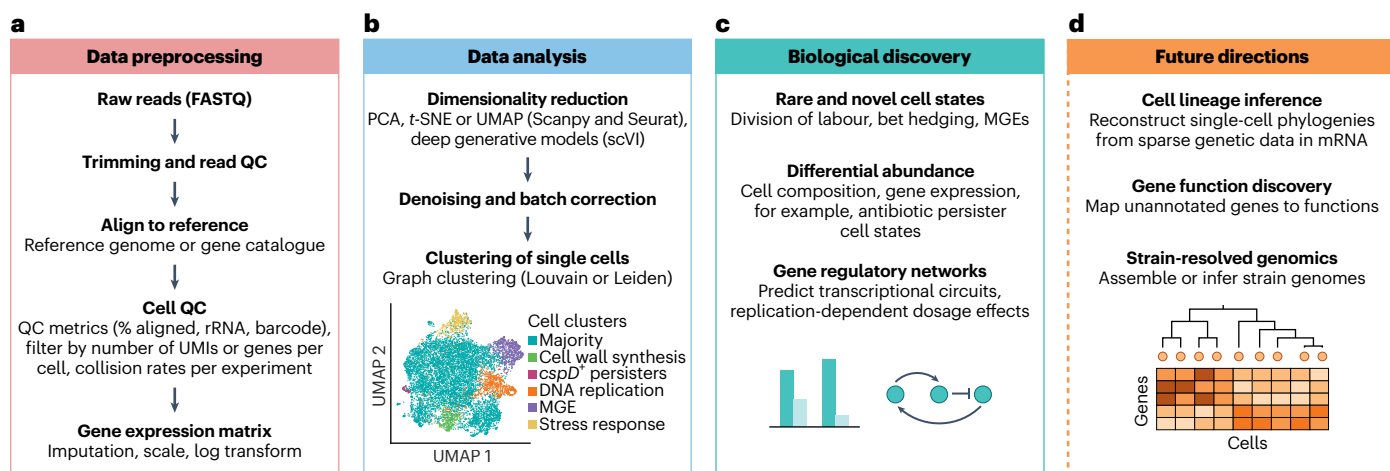 a
Data preprocessing
Raw reads (FASTQ)
Trimming and read QC
Align to reference
Reference genome or gene catalogue
Cell QC
QC metrics (% aligned, rRNA, barcode),
filter by number of UMIs or genes per
cell, collision rates per experiment
Gene expression matrix
Imputation, scale, log transform
b
Data analysis
Dimensionality reduction
PCA, t-SNE or UMAP (Scanpy and Seurat),
deep generative models (scVI)
Denoising and batch correction
Clustering of single cells
Graph clustering (Louvain or Leiden)
UMAP 2
UMAP 1
Cell clusters
Majority
Cell wall synthesis
cspD⁺ persisters
DNA replication
MGE
Stress response
c
Biological discovery
Rare and novel cell states
Division of labour, bet hedging, MGEs
Differential abundance
Cell composition, gene expression,
for example, antibiotic persister
cell states
Gene regulatory networks
Predict transcriptional circuits,
replication-dependent dosage effects
d
Future directions
Cell lineage inference
Reconstruct single-cell phylogenies
from sparse genetic data in mRNA
Gene function discovery
Map unannotated genes to functions
Strain-resolved genomics
Assemble or infer strain genomes
Genes
Cells